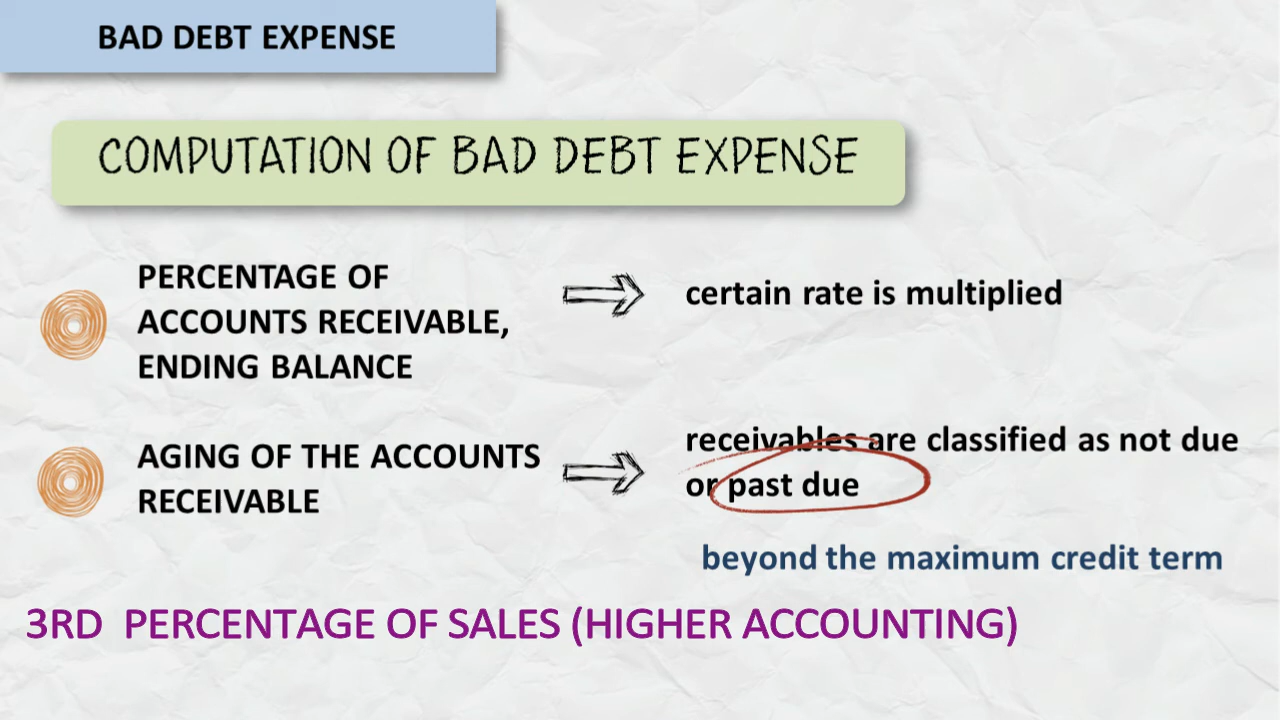 BAD DEBT EXPENSE
COMPUTATION OF BAD DEBT EXPENSE
PERCENTAGE OF
ACCOUNTS RECEIVABLE,
ENDING BALANCE
certain rate is multiplied
AGING OF THE ACCOUNTS
RECEIVABLE
receivables are classified as not due
or past due
beyond the maximum credit term
3RD PERCENTAGE OF SALES (HIGHER ACCOUNTING)